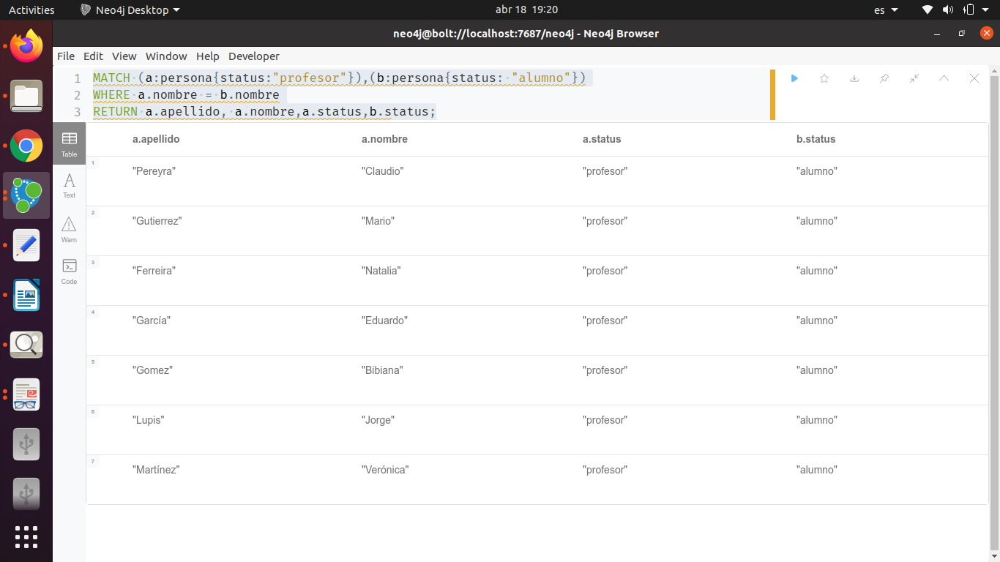 Activities Neo4j Desktop abr 18 19:20 es
neo4j@bolt://localhost:7687/neo4j - Neo4j Browser
File Edit View Window Help Developer
1 MATCH (a:persona{status:"profesor"}),(b:persona{status: "alumno"})
2 WHERE a.nombre = b.nombre
3 RETURN a.apellido, a.nombre,a.status,b.status;
Table
Text
Warn
Code
a.apellido a.nombre a.status b.status
1 "Pereyra" "Claudio" "profesor" "alumno"
2 "Gutierrez" "Mario" "profesor" "alumno"
3 "Ferreira" "Natalia" "profesor" "alumno"
4 "García" "Eduardo" "profesor" "alumno"
5 "Gomez" "Bibiana" "profesor" "alumno"
6 "Lupis" "Jorge" "profesor" "alumno"
7 "Martínez" "Verónica" "profesor" "alumno"